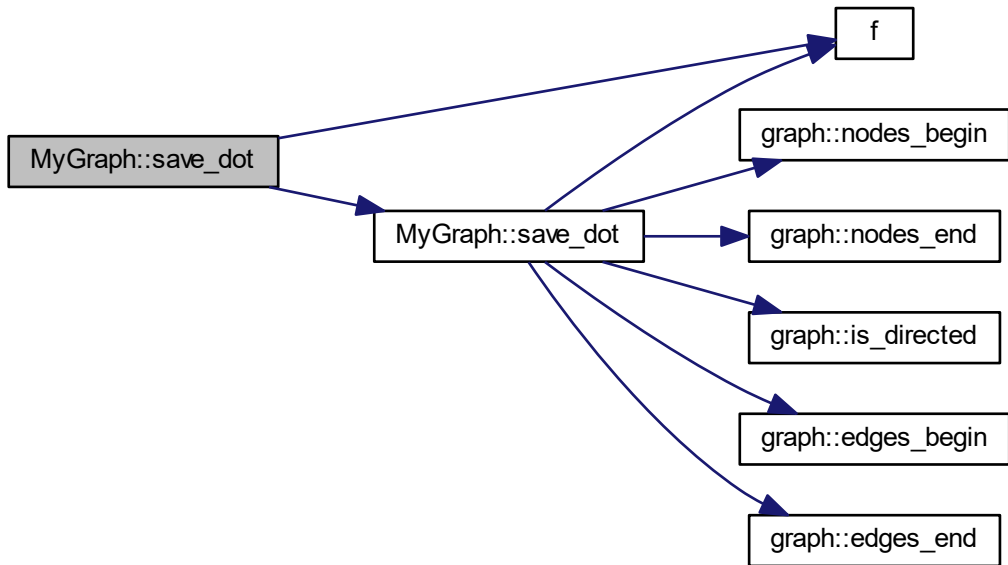 f
graph::nodes_begin
MyGraph::save_dot
MyGraph::save_dot
graph::nodes_end
graph::is_directed
graph::edges_begin
graph::edges_end